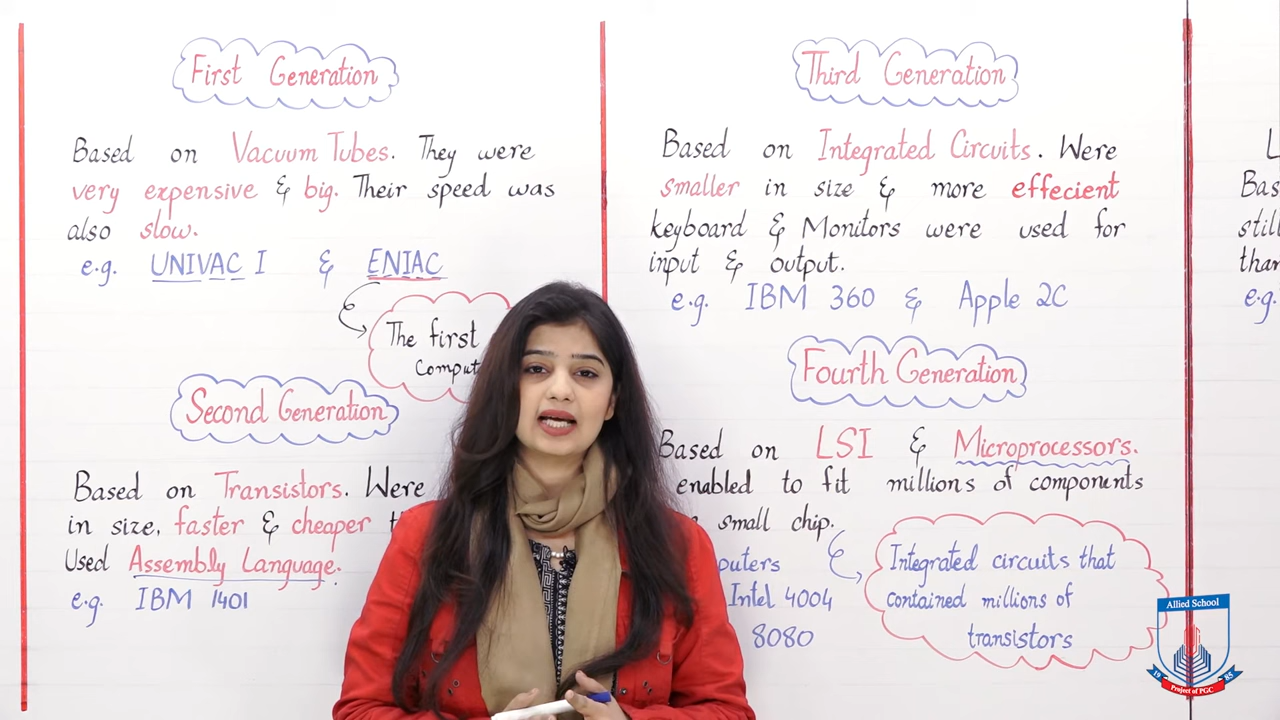 First Generation
Based on Vacuum Tubes. They were
very expensive & big. Their speed was
also slow.
e.g. UNIVAC I & ENIAC
The first
Comput
Second Generation
Based on Transistors. Were
in size, faster & cheaper
Used Assembly Language.
e.g. IBM 1401
Third Generation
Based on Integrated Circuits. Were
smaller in size & more effecient
keyboard & Monitors were used for
input & output.
e.g. IBM 360 & Apple 2C
Fourth Generation
Based on LSI & Microprocessors.
enabled to fit millions of components
small chip.
outers
Intel 4004
8080
Integrated circuits that
contained millions of
transistors
Bas
still
than
e.g.
Allied School
1985
Project of PGC